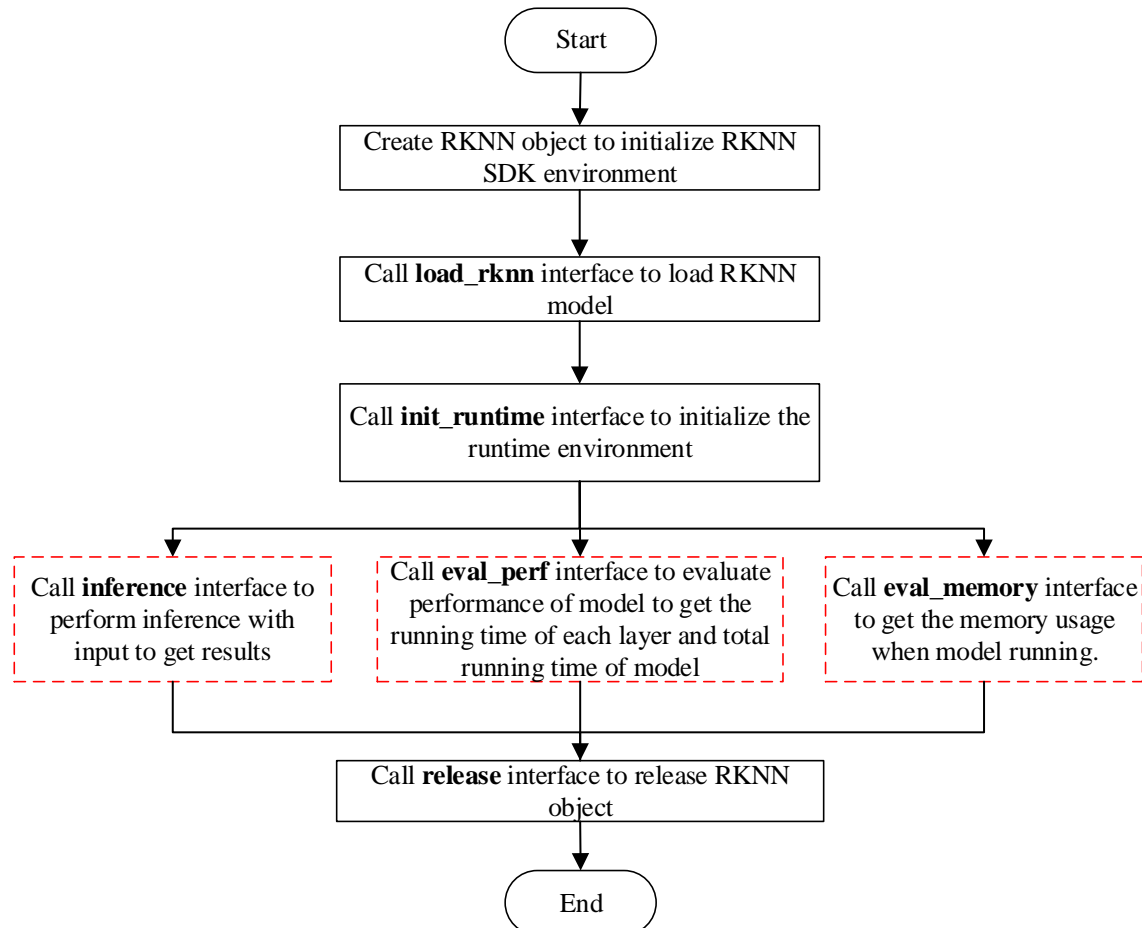 Start
Create RKNN object to initialize RKNN
SDK environment
Call load_rknn interface to load RKNN
model
Call init_runtime interface to initialize the
runtime environment
Call inference interface to
perform inference with
input to get results
Call eval_perf interface to evaluate
performance of model to get the
running time of each layer and total
running time of model
Call eval_memory interface
to get the memory usage
when model running.
Call release interface to release RKNN
object
End